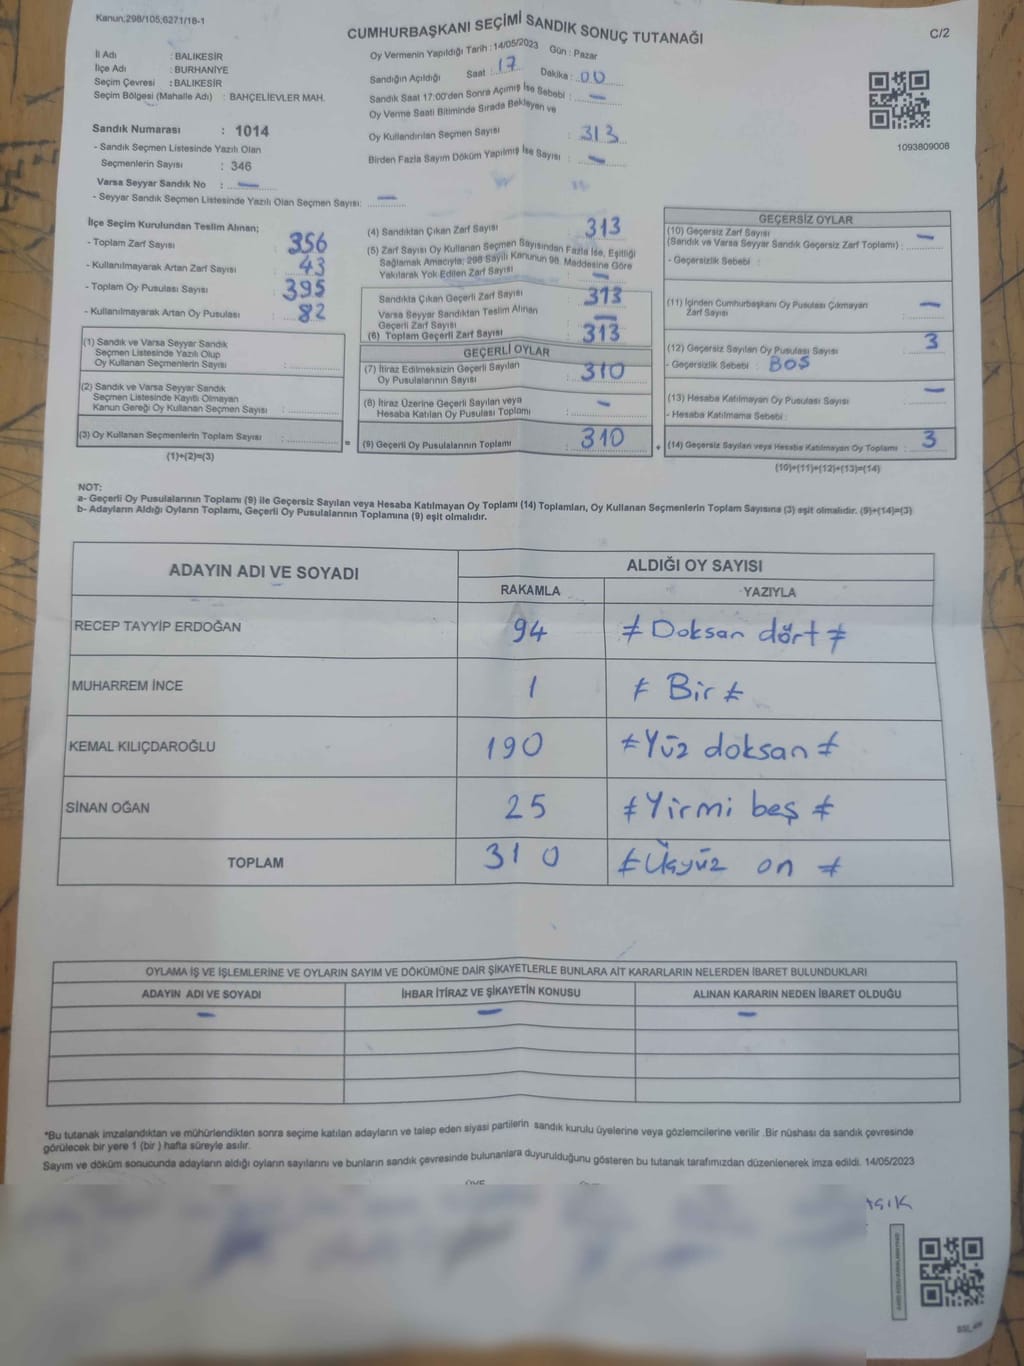 Kanun;298/105,6271/18-1
CUMHURBAŞKANI SEÇİMİ SANDIK SONUÇ TUTANAĞI
C/2
İl Adı : BALIKESİR
İlçe Adı : BURHANİYE
Seçim Çevresi : BALIKESİR
Seçim Bölgesi (Mahalle Adı) : BAHÇELİEVLER MAH.
Sandık Numarası : 1014
- Sandık Seçmen Listesinde Yazılı Olan
Seçmenlerin Sayısı : 346
Varsa Seyyar Sandık No : —
- Seyyar Sandık Seçmen Listesinde Yazılı Olan Seçmen Sayısı: —
Oy Vermenin Yapıldığı Tarih : 14/05/2023 Gün : Pazar
Sandığın Açıldığı Saat : 17 Dakika : 00
Sandık Saat 17:00'den Sonra Açımış İse Sebebi : —
Oy Verme Saati Bitiminde Sırada Bekleyen ve
Oy Kullandırılan Seçmen Sayısı : 313
Birden Fazla Sayım Döküm Yapılmış İse Sayısı : —
1093809008
İlçe Seçim Kurulundan Teslim Alınan;
- Toplam Zarf Sayısı : 356
- Kullanılmayarak Artan Zarf Sayısı : 43
- Toplam Oy Pusulası Sayısı : 395
- Kullanılmayarak Artan Oy Pusulası : 82
(1) Sandık ve Varsa Seyyar Sandık
Seçmen Listesinde Yazılı Olup
Oy Kullanan Seçmenlerin Sayısı :
(2) Sandık ve Varsa Seyyar Sandık
Seçmen Listesinde Kayıtlı Olmayan
Kanun Gereği Oy Kullanan Seçmen Sayısı :
(3) Oy Kullanan Seçmenlerin Toplam Sayısı :
(1)+(2)=(3)
(4) Sandıktan Çıkan Zarf Sayısı : 313
(5) Zarf Sayısı Oy Kullanan Seçmen Sayısından Fazla İse, Eşitliği
Sağlamak Amacıyla; 298 Sayılı Kanunun 98. Maddesine Göre
Yakılarak Yok Edilen Zarf Sayısı : —
Sandıkta Çıkan Geçerli Zarf Sayısı : 313
Varsa Seyyar Sandıktan Teslim Alınan
Geçerli Zarf Sayısı : —
(6) Toplam Geçerli Zarf Sayısı : 313
GEÇERLİ OYLAR
(7) İtiraz Edilmeksizin Geçerli Sayılan
Oy Pusulalarının Sayısı : 310
(8) İtiraz Üzerine Geçerli Sayılan veya
Hesaba Katılan Oy Pusulası Toplamı : —
= (9) Geçerli Oy Pusulalarının Toplamı : 310
GEÇERSİZ OYLAR
(10) Geçersiz Zarf Sayısı
(Sandık ve Varsa Seyyar Sandık Geçersiz Zarf Toplamı) : —
- Geçersizlik Sebebi :
(11) İçinden Cumhurbaşkanı Oy Pusulası Çıkmayan
Zarf Sayısı : —
(12) Geçersiz Sayılan Oy Pusulası Sayısı : 3
- Geçersizlik Sebebi : BOŞ
(13) Hesaba Katılmayan Oy Pusulası Sayısı : —
- Hesaba Katılmama Sebebi :
+ (14) Geçersiz Sayılan veya Hesaba Katılmayan Oy Toplamı : 3
(10)+(11)+(12)+(13)=(14)
NOT:
a- Geçerli Oy Pusulalarının Toplamı (9) ile Geçersiz Sayılan veya Hesaba Katılmayan Oy Toplamı (14) Toplamları, Oy Kullanan Seçmenlerin Toplam Sayısına (3) eşit olmalıdır. (9)+(14)=(3)
b- Adayların Aldığı Oyların Toplamı, Geçerli Oy Pusulalarının Toplamına (9) eşit olmalıdır.
ADAYIN ADI VE SOYADI
ALDIĞI OY SAYISI
RAKAMLA YAZIYLA
RECEP TAYYİP ERDOĞAN 94 ≠ Doksan dört ≠
MUHARREM İNCE 1 ≠ Bir ≠
KEMAL KILIÇDAROĞLU 190 ≠ Yüz doksan ≠
SİNAN OĞAN 25 ≠ Yirmi beş ≠
TOPLAM 310 ≠ Üçyüz on ≠
OYLAMA İŞ VE İŞLEMLERİNE VE OYLARIN SAYIM VE DÖKÜMÜNE DAİR ŞİKAYETLERLE BUNLARA AİT KARARLARIN NELERDEN İBARET BULUNDUKLARI
ADAYIN ADI VE SOYADI İHBAR İTİRAZ VE ŞİKAYETİN KONUSU ALINAN KARARIN NEDEN İBARET OLDUĞU
— — —
*Bu tutanak imzalandıktan ve mühürlendikten sonra seçime katılan adayların ve talep eden siyasi partilerin sandık kurulu üyelerine veya gözlemcilerine verilir .Bir nüshası da sandık çevresinde
görülecek bir yere 1 (bir ) hafta süreyle asılır.
Sayım ve döküm sonucunda adayların aldığı oyların sayılarını ve bunların sandık çevresinde bulunanlara duyurulduğunu gösteren bu tutanak tarafımızdan düzenlenerek imza edildi. 14/05/2023